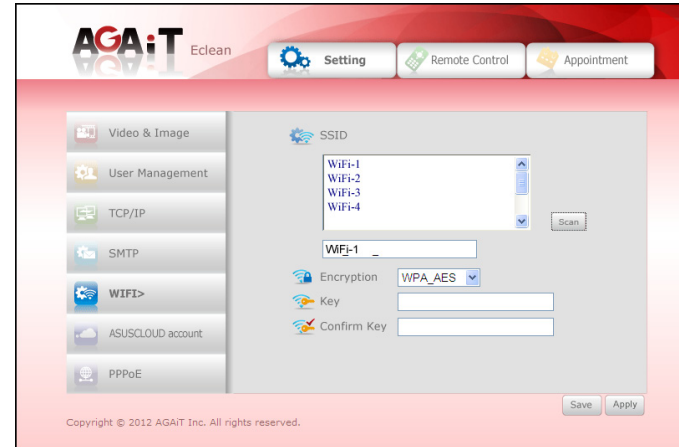 AGAiT Eclean
Setting
Remote Control
Appointment
Video & Image
User Management
TCP/IP
SMTP
WIFI>
ASUSCLOUD account
PPPoE
SSID
WiFi-1
WiFi-2
WiFi-3
WiFi-4
Scan
WiFi-1 _
Encryption WPA_AES
Key
Confirm Key
Save Apply
Copyright © 2012 AGAiT Inc. All rights reserved.